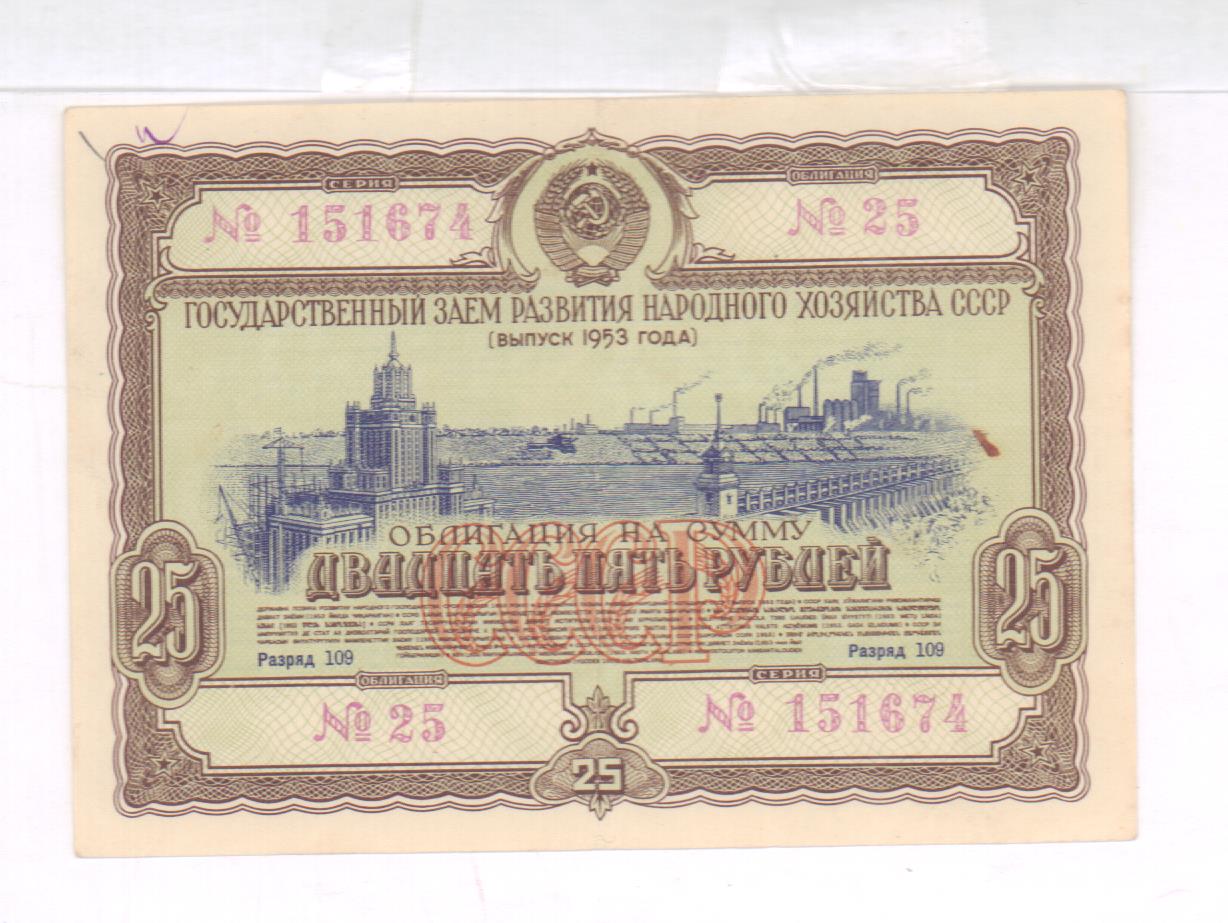 СЕРИЯ
ОБЛИГАЦИЯ
№ 151674
№ 25
ГОСУДАРСТВЕННЫЙ ЗАЕМ РАЗВИТИЯ НАРОДНОГО ХОЗЯЙСТВА СССР
(ВЫПУСК 1953 ГОДА)
ОБЛИГАЦИЯ НА СУММУ
ДВАДЦАТЬ ПЯТЬ РУБЛЕЙ
СССР
25
25
Разряд 109
Разряд 109
ОБЛИГАЦИЯ
СЕРИЯ
№ 25
№ 151674
25